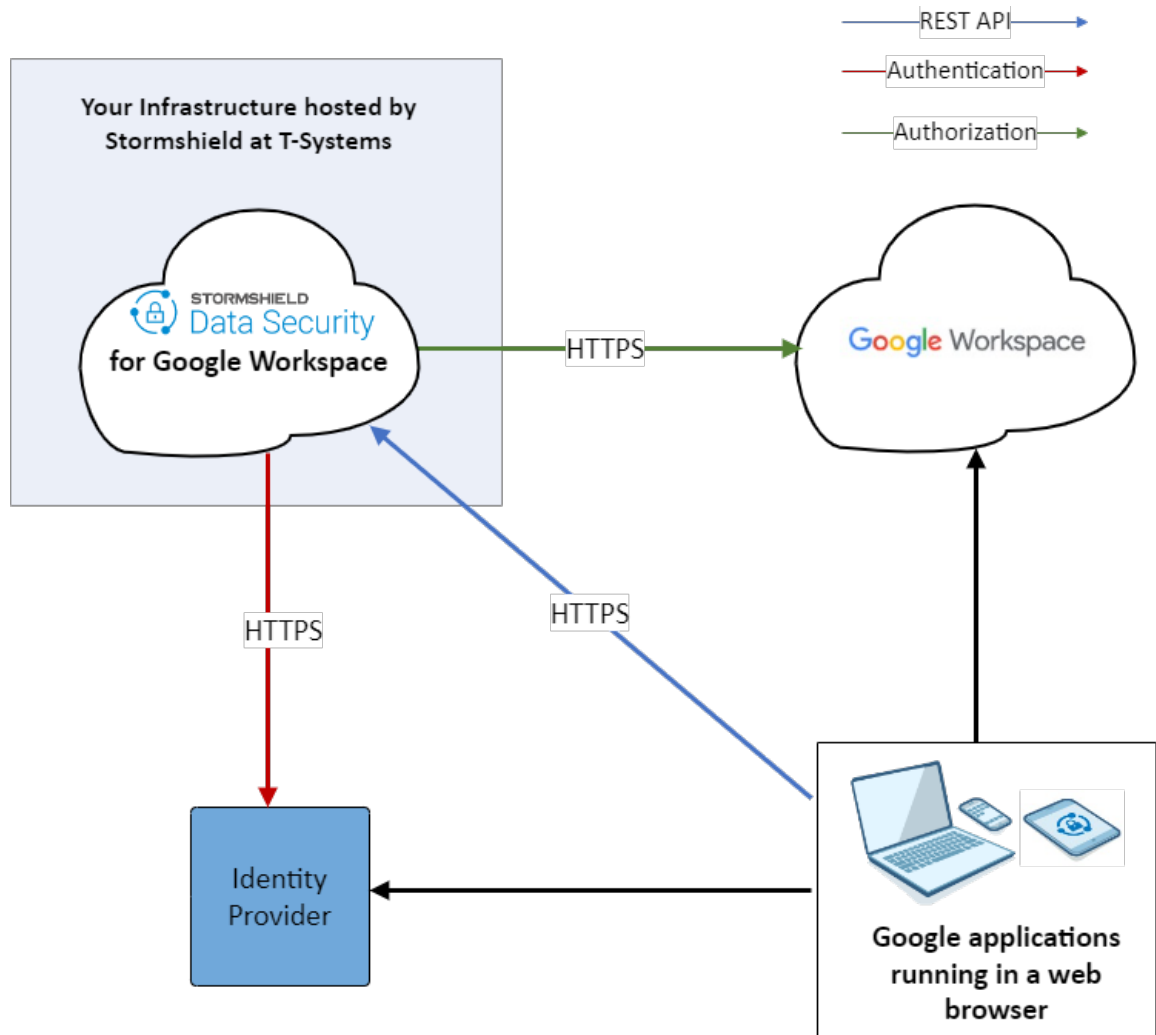 REST API
Authentication
Authorization
Your Infrastructure hosted by
Stormshield at T-Systems
STORMSHIELD
Data Security
for Google Workspace
HTTPS
Google Workspace
HTTPS
HTTPS
Identity
Provider
Google applications
running in a web
browser